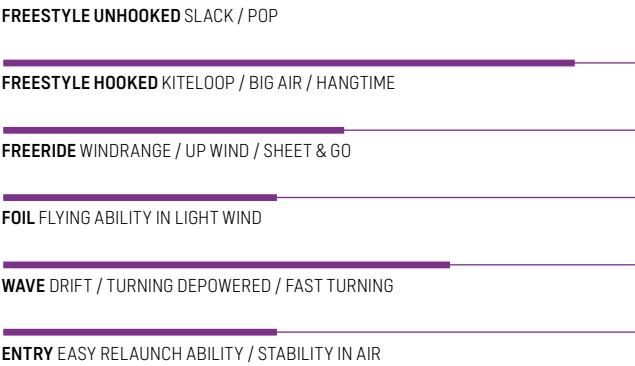 FREESTYLE UNHOOKED SLACK / POP
FREESTYLE HOOKED KITELOOP / BIG AIR / HANGTIME
FREERIDE WINDRANGE / UP WIND / SHEET & GO
FOIL FLYING ABILITY IN LIGHT WIND
WAVE DRIFT / TURNING DEPOWERED / FAST TURNING
ENTRY EASY RELAUNCH ABILITY / STABILITY IN AIR